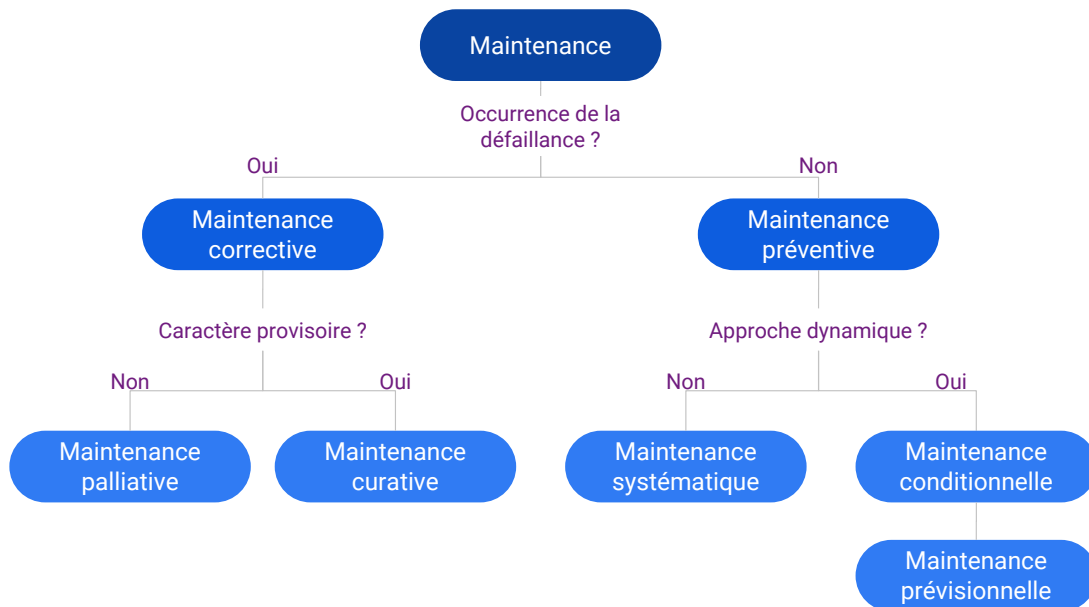 Maintenance
Occurrence de la
défaillance ?
Oui
Non
Maintenance
corrective
Maintenance
préventive
Caractère provisoire ?
Approche dynamique ?
Non
Oui
Non
Oui
Maintenance
palliative
Maintenance
curative
Maintenance
systématique
Maintenance
conditionnelle
Maintenance
prévisionnelle